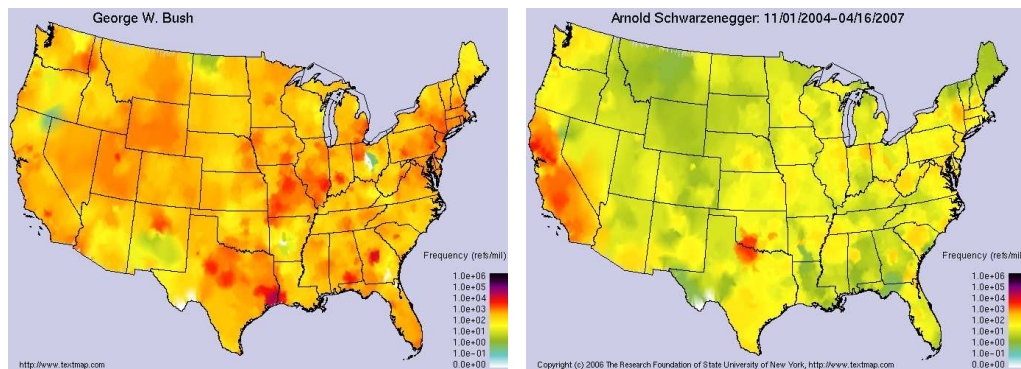 George W. Bush
Frequency (refs/mil)
1.0e+06
1.0e+05
1.0e+04
1.0e+03
1.0e+02
1.0e+01
1.0e+00
1.0e-01
0.0e+00
http://www.textmap.com
Arnold Schwarzenegger: 11/01/2004-04/16/2007
Frequency (refs/mil)
1.0e+06
1.0e+05
1.0e+04
1.0e+03
1.0e+02
1.0e+01
1.0e+00
1.0e-01
0.0e+00
Copyright (c) 2006 The Research Foundation of State University of New York, http://www.textmap.com